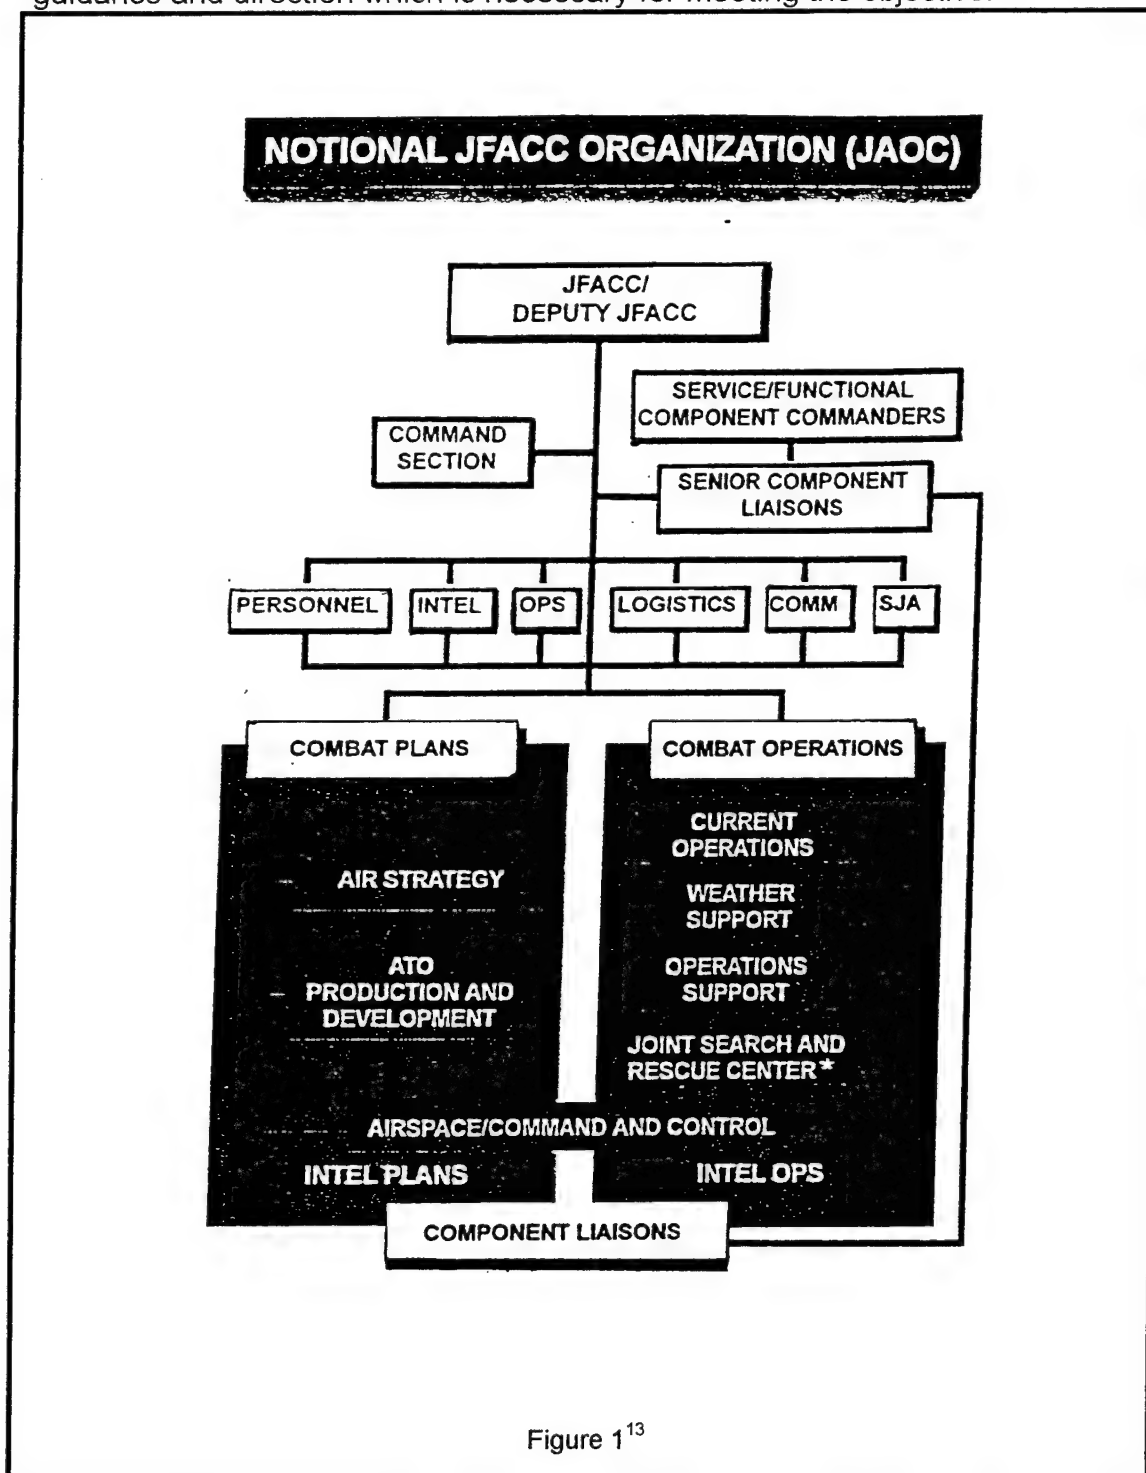 guidance and direction which is necessary for meeting the objective.
NOTIONAL JFACC ORGANIZATION (JAOC)
JFACC/
DEPUTY JFACC
SERVICE/FUNCTIONAL
COMPONENT COMMANDERS
COMMAND
SECTION
SENIOR COMPONENT
LIAISONS
PERSONNEL INTEL OPS LOGISTICS COMM SJA
COMBAT PLANS
AIR STRATEGY
ATO
PRODUCTION AND
DEVELOPMENT
COMBAT OPERATIONS
CURRENT
OPERATIONS
WEATHER
SUPPORT
OPERATIONS
SUPPORT
JOINT SEARCH AND
RESCUE CENTER*
AIRSPACE/COMMAND AND CONTROL
INTEL PLANS
INTEL OPS
COMPONENT LIAISONS
Figure 1¹³